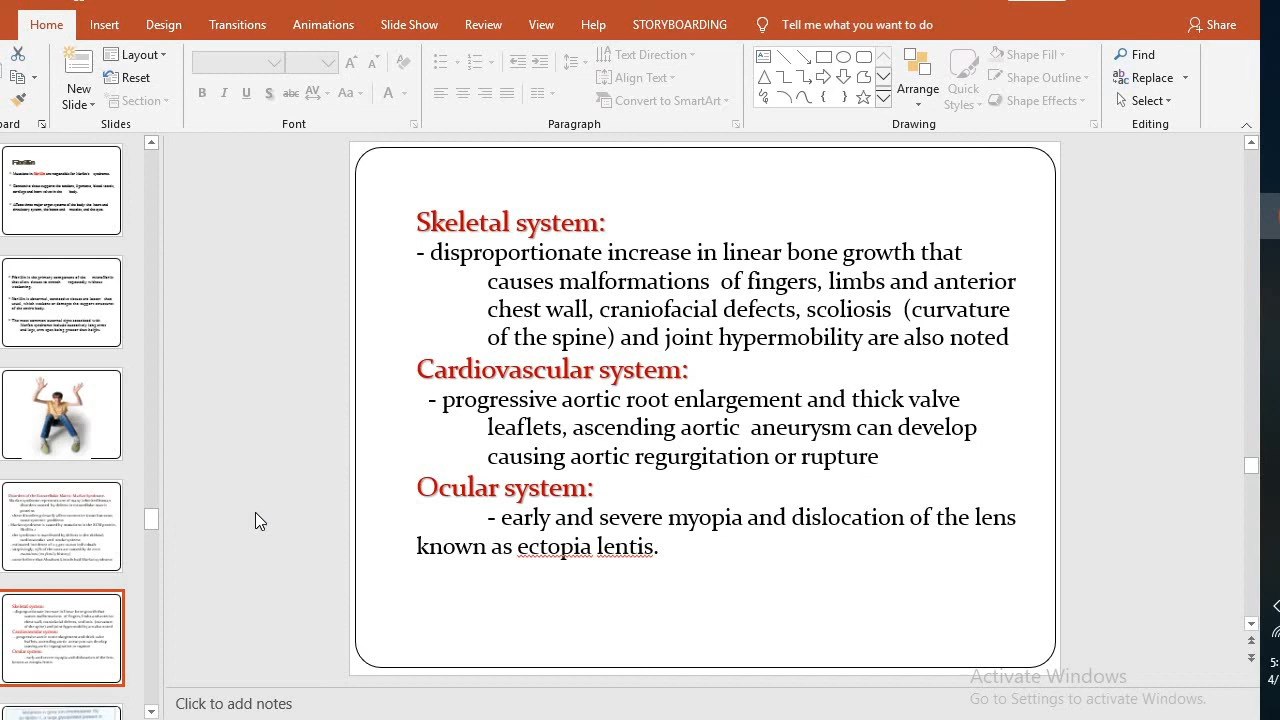 Home Insert Design Transitions Animations Slide Show Review View Help STORYBOARDING Tell me what you want to do Share
New
Slide
Layout
Reset
Section
Slides
B I U S abc AV Aa A
Font
Text Direction
Align Text
Convert to SmartArt
Paragraph
Arrange
Quick
Styles
Shape Fill
Shape Outline
Shape Effects
Drawing
Find
Replace
Select
Editing
Fibrillin
Skeletal system:
- disproportionate increase in linear bone growth that
causes malformations of fingers, limbs and anterior
chest wall, craniofacial defects, scoliosis (curvature
of the spine) and joint hypermobility are also noted
Cardiovascular system:
- progressive aortic root enlargement and thick valve
leaflets, ascending aortic aneurysm can develop
causing aortic regurgitation or rupture
Ocular system:
- early and severe myopia and dislocation of the lens
known as ectopia lentis.
Click to add notes
Activate Windows
Go to Settings to activate Windows.